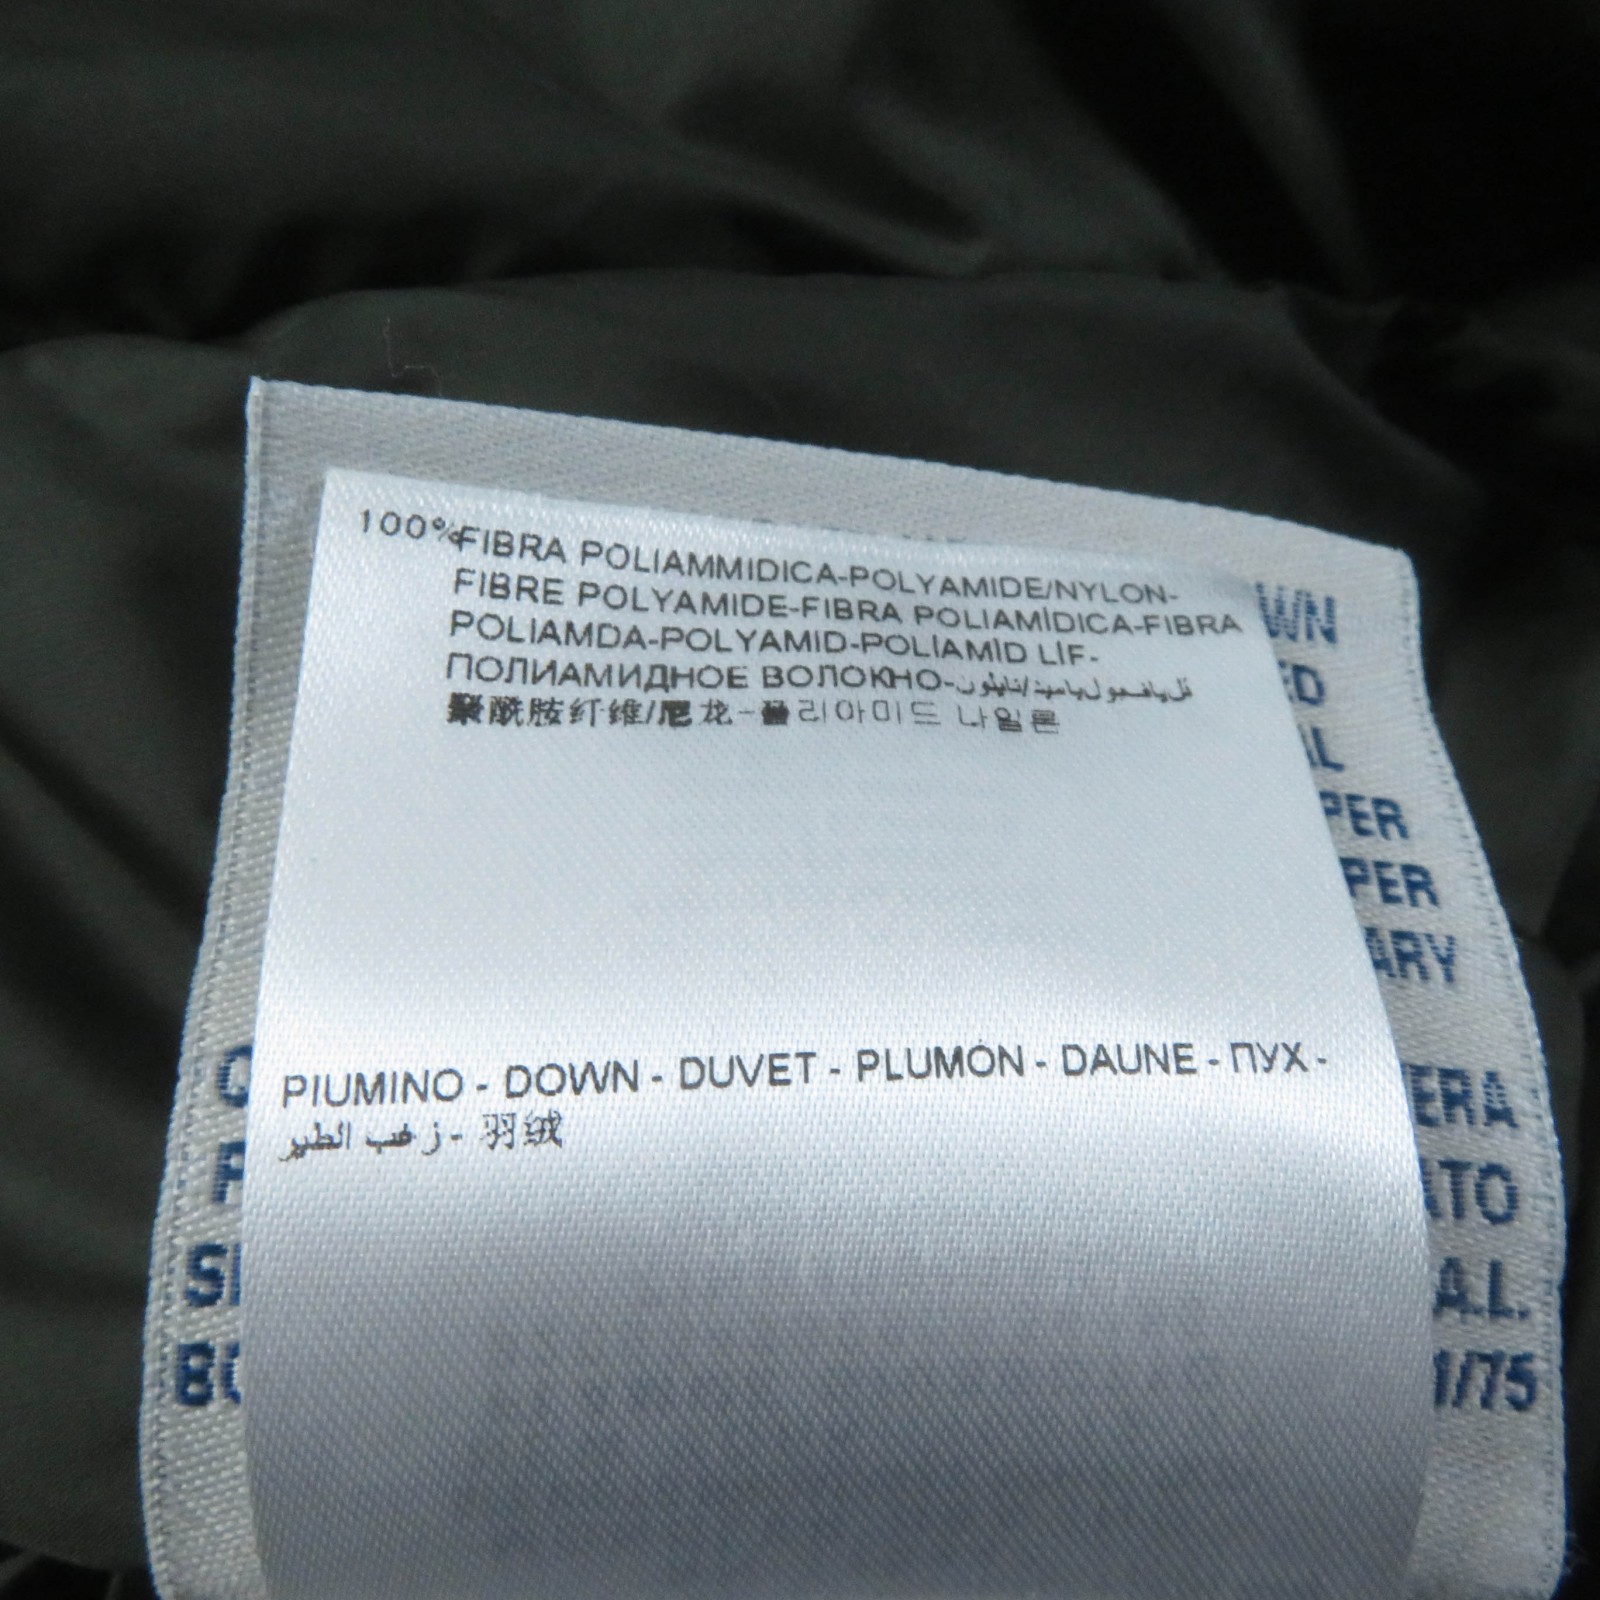 100% FIBRA POLIAMMIDICA-POLYAMIDE/NYLON-
FIBRE POLYAMIDE-FIBRA POLIAMIDICA-FIBRA
POLIAMDA-POLYAMID-POLIAMID LIF-
ПОЛИАМИДНОЕ ВОЛОКНО-
聚酰胺纤维/尼龙-폴리아미드 나일론
PIUMINO - DOWN - DUVET - PLUMÓN - DAUNE - ПУХ -
زغب الطير - 羽绒
WN
ED
AL
PER
PER
ARY
ERA
ATO
A.L.
1/75